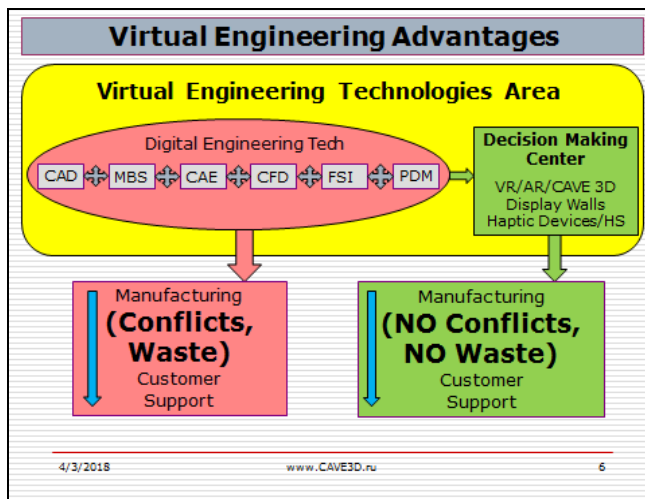 Virtual Engineering Advantages
Virtual Engineering Technologies Area
Digital Engineering Tech
CAD MBS CAE CFD FSI PDM
Decision Making
Center
VR/AR/CAVE 3D
Display Walls
Haptic Devices/HS
Manufacturing
(Conflicts,
Waste)
Customer
Support
Manufacturing
(NO Conflicts,
NO Waste)
Customer
Support
4/3/2018 www.CAVE3D.ru 6